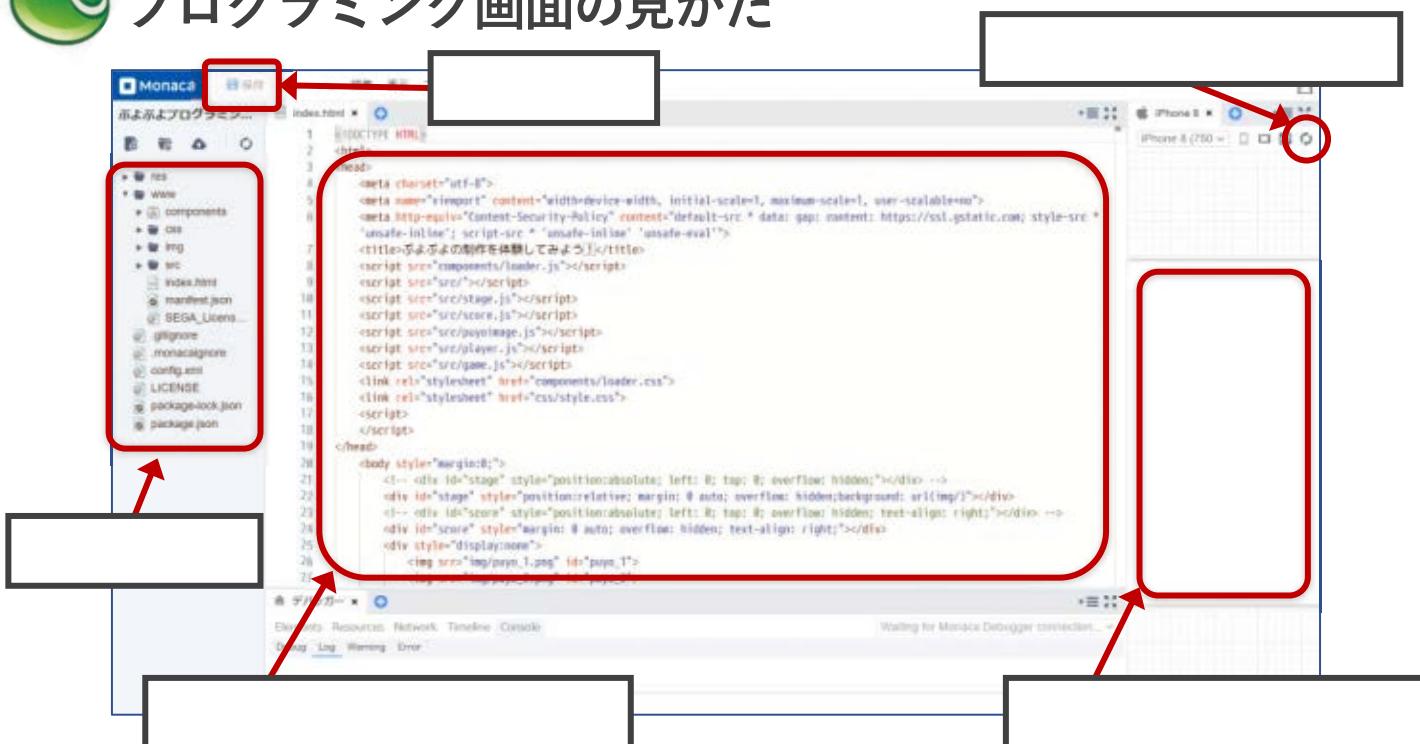 プログラミング画面の見かた
Monaca
保存
ぷよぷよプログラミン...
index.html
iPhone 8
iPhone 8 (750
res
www
components
css
img
src
index.html
manifest.json
SEGA_Licens...
.gitignore
.monacaignore
config.xml
LICENSE
package-lock.json
package.json
1 <!DOCTYPE HTML>
2 <html>
3 <head>
4 <meta charset="utf-8">
5 <meta name="viewport" content="width=device-width, initial-scale=1, maximum-scale=1, user-scalable=no">
6 <meta http-equiv="Content-Security-Policy" content="default-src * data: gap: content: https://ssl.gstatic.com; style-src *
'unsafe-inline'; script-src * 'unsafe-inline' 'unsafe-eval'">
7 <title>ぷよぷよの制作を体験してみよう!</title>
8 <script src="components/loader.js"></script>
9 <script src="src/"></script>
10 <script src="src/stage.js"></script>
11 <script src="src/score.js"></script>
12 <script src="src/puyoimage.js"></script>
13 <script src="src/player.js"></script>
14 <script src="src/game.js"></script>
15 <link rel="stylesheet" href="components/loader.css">
16 <link rel="stylesheet" href="css/style.css">
17 <script>
18 </script>
19 </head>
20 <body style="margin:0;">
21 <!-- <div id="stage" style="position:absolute; left: 0; top: 0; overflow: hidden;"></div> -->
22 <div id="stage" style="position:relative; margin: 0 auto; overflow: hidden;background: url(img/)"></div>
23 <!-- <div id="score" style="position:absolute; left: 0; top: 0; overflow: hidden; text-align: right;"></div> -->
24 <div id="score" style="margin: 0 auto; overflow: hidden; text-align: right;"></div>
25 <div style="display:none">
26 <img src="img/puyo_1.png" id="puyo_1">
デバッガー
Elements Resources Network Timeline Console
Waiting for Monaca Debugger connection...
Debug Log Warning Error